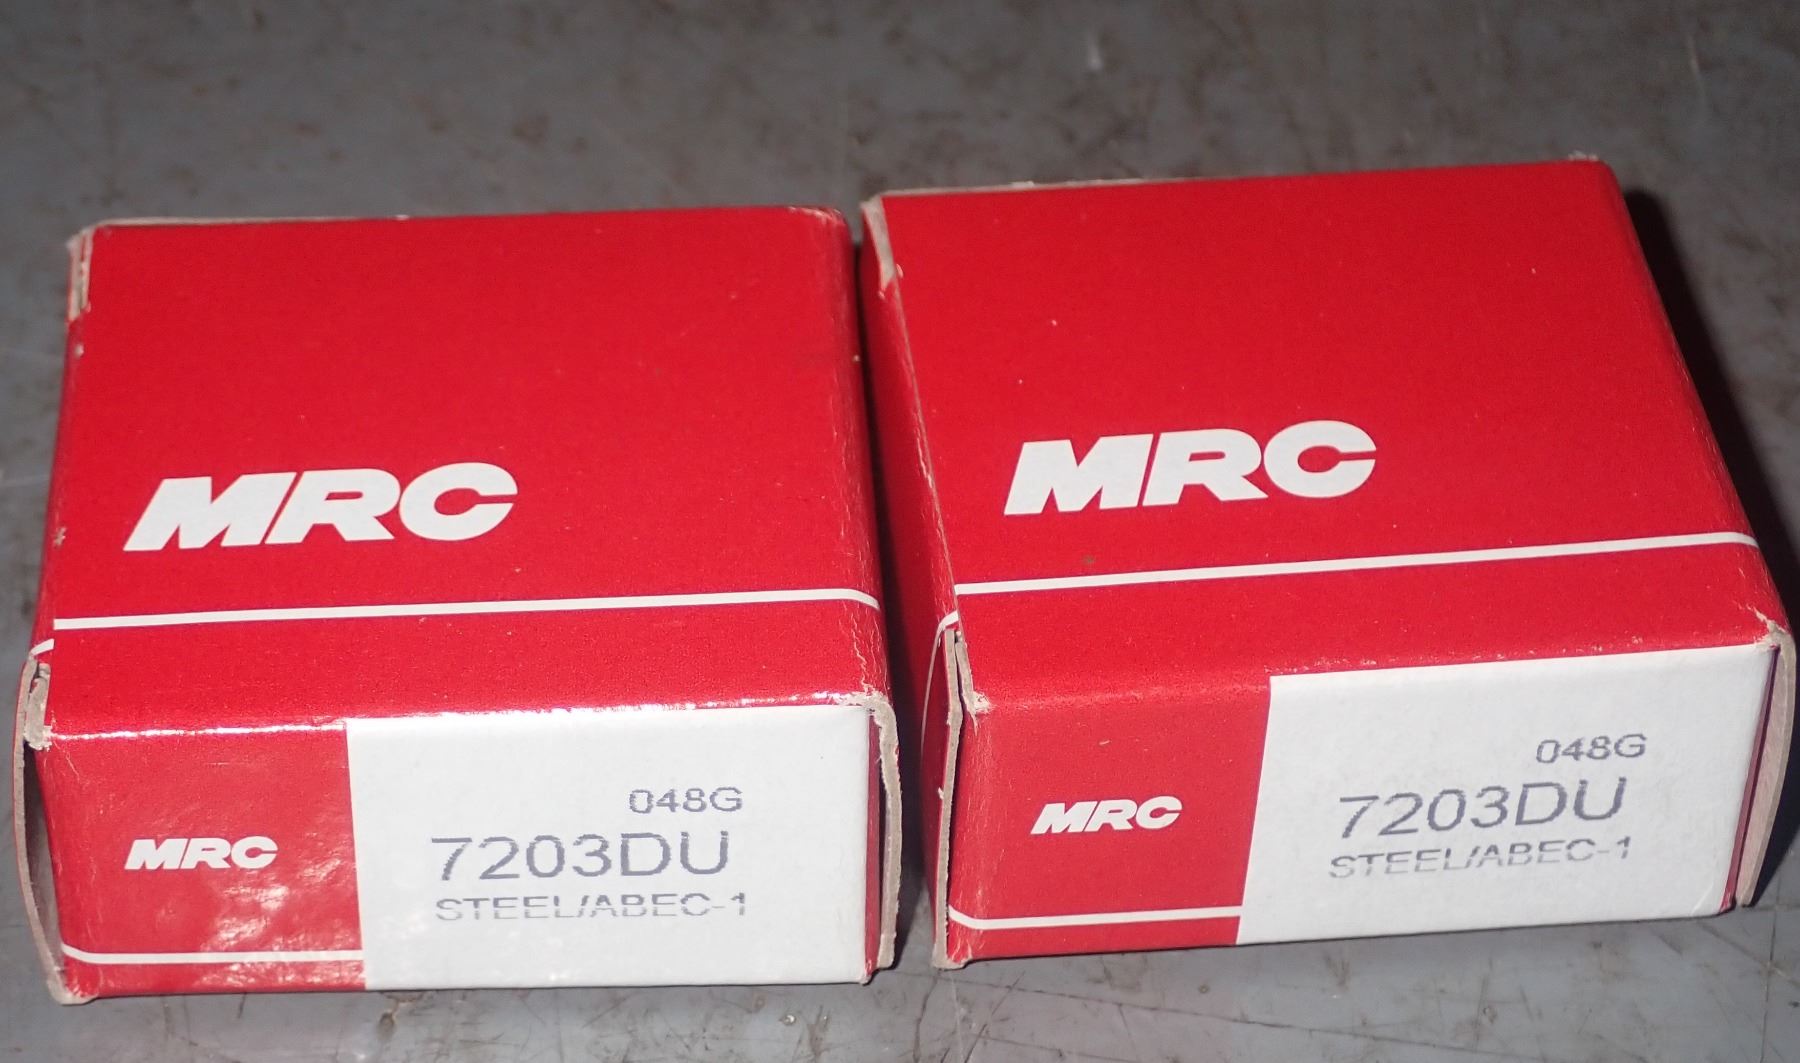 MRC
MRC
048G
7203DU
STEEL/ABEC-1
MRC
MRC
048G
7203DU
STEEL/ABEC-1